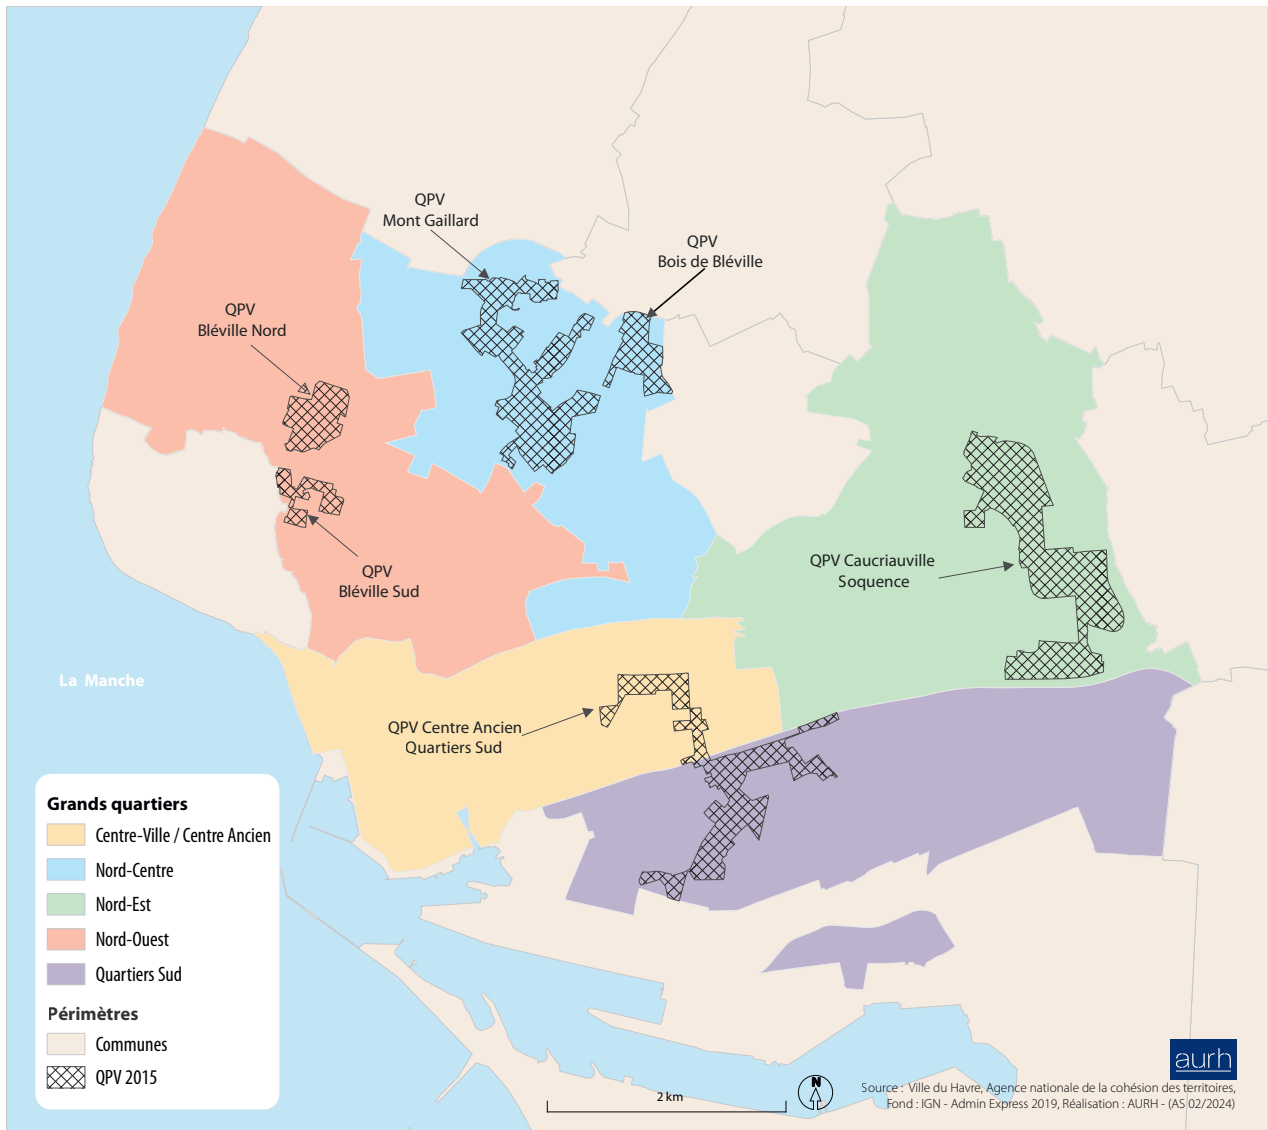 QPV
Mont Gaillard
QPV
Bois de Bléville
QPV
Bléville Nord
QPV
Bléville Sud
QPV Caucriauville
Soquence
La Manche
QPV Centre Ancien
Quartiers Sud
Grands quartiers
Centre-Ville / Centre Ancien
Nord-Centre
Nord-Est
Nord-Ouest
Quartiers Sud
Périmètres
Communes
QPV 2015
2 km
N
aurh
Source : Ville du Havre, Agence nationale de la cohésion des territoires,
Fond : IGN - Admin Express 2019, Réalisation : AURH - (AS 02/2024)